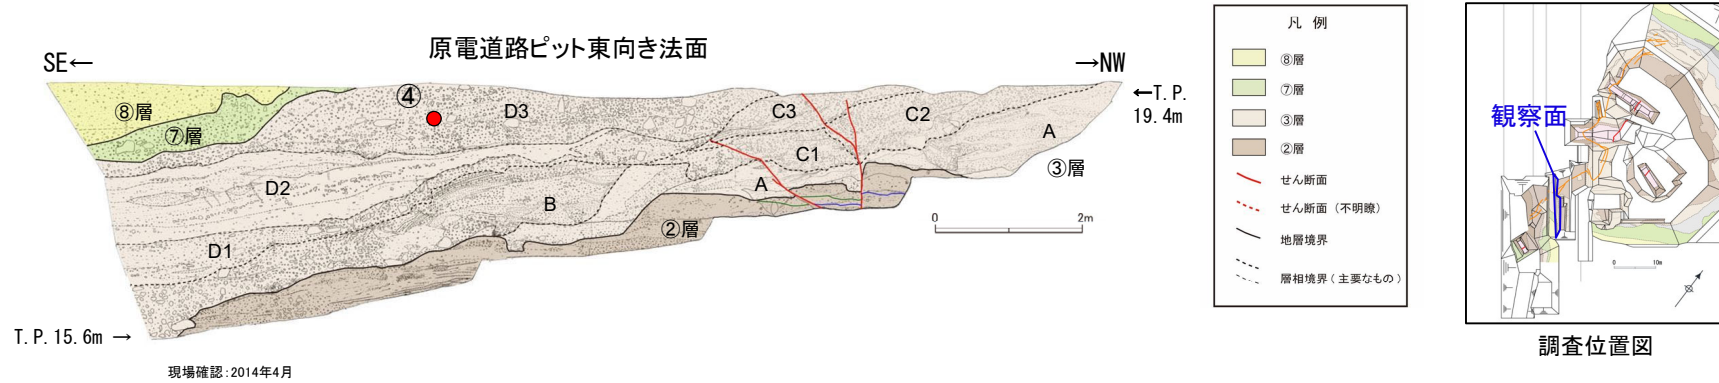 原電道路ピット東向き法面
SE←
→NW
←T.P.
19.4m
④
⑧層
⑦層
D3
C3
C2
A
C1
③層
A
D2
B
②層
D1
0
2m
T.P.15.6m →
現場確認:2014年4月
凡 例
⑧層
⑦層
③層
②層
せん断面
せん断面（不明瞭）
地層境界
層相境界（主要なもの）
観察面
0
10m
調査位置図